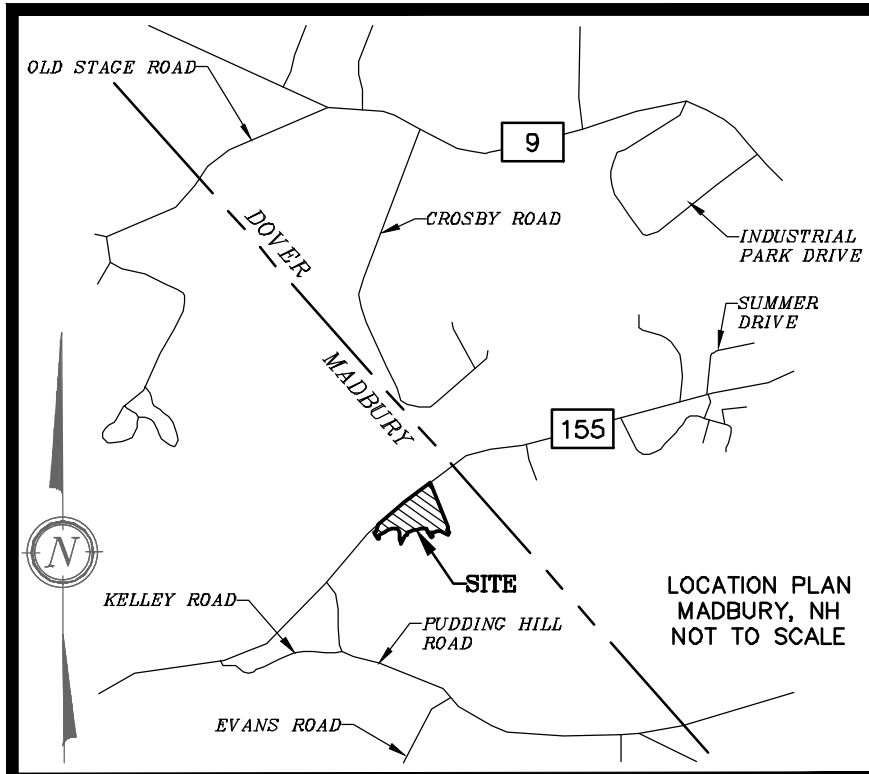 OLD STAGE ROAD
9
DOVER
CROSBY ROAD
INDUSTRIAL
PARK DRIVE
SUMMER
DRIVE
MADBURY
155
N
SITE
LOCATION PLAN
MADBURY, NH
NOT TO SCALE
KELLEY ROAD
PUDDING HILL
ROAD
EVANS ROAD